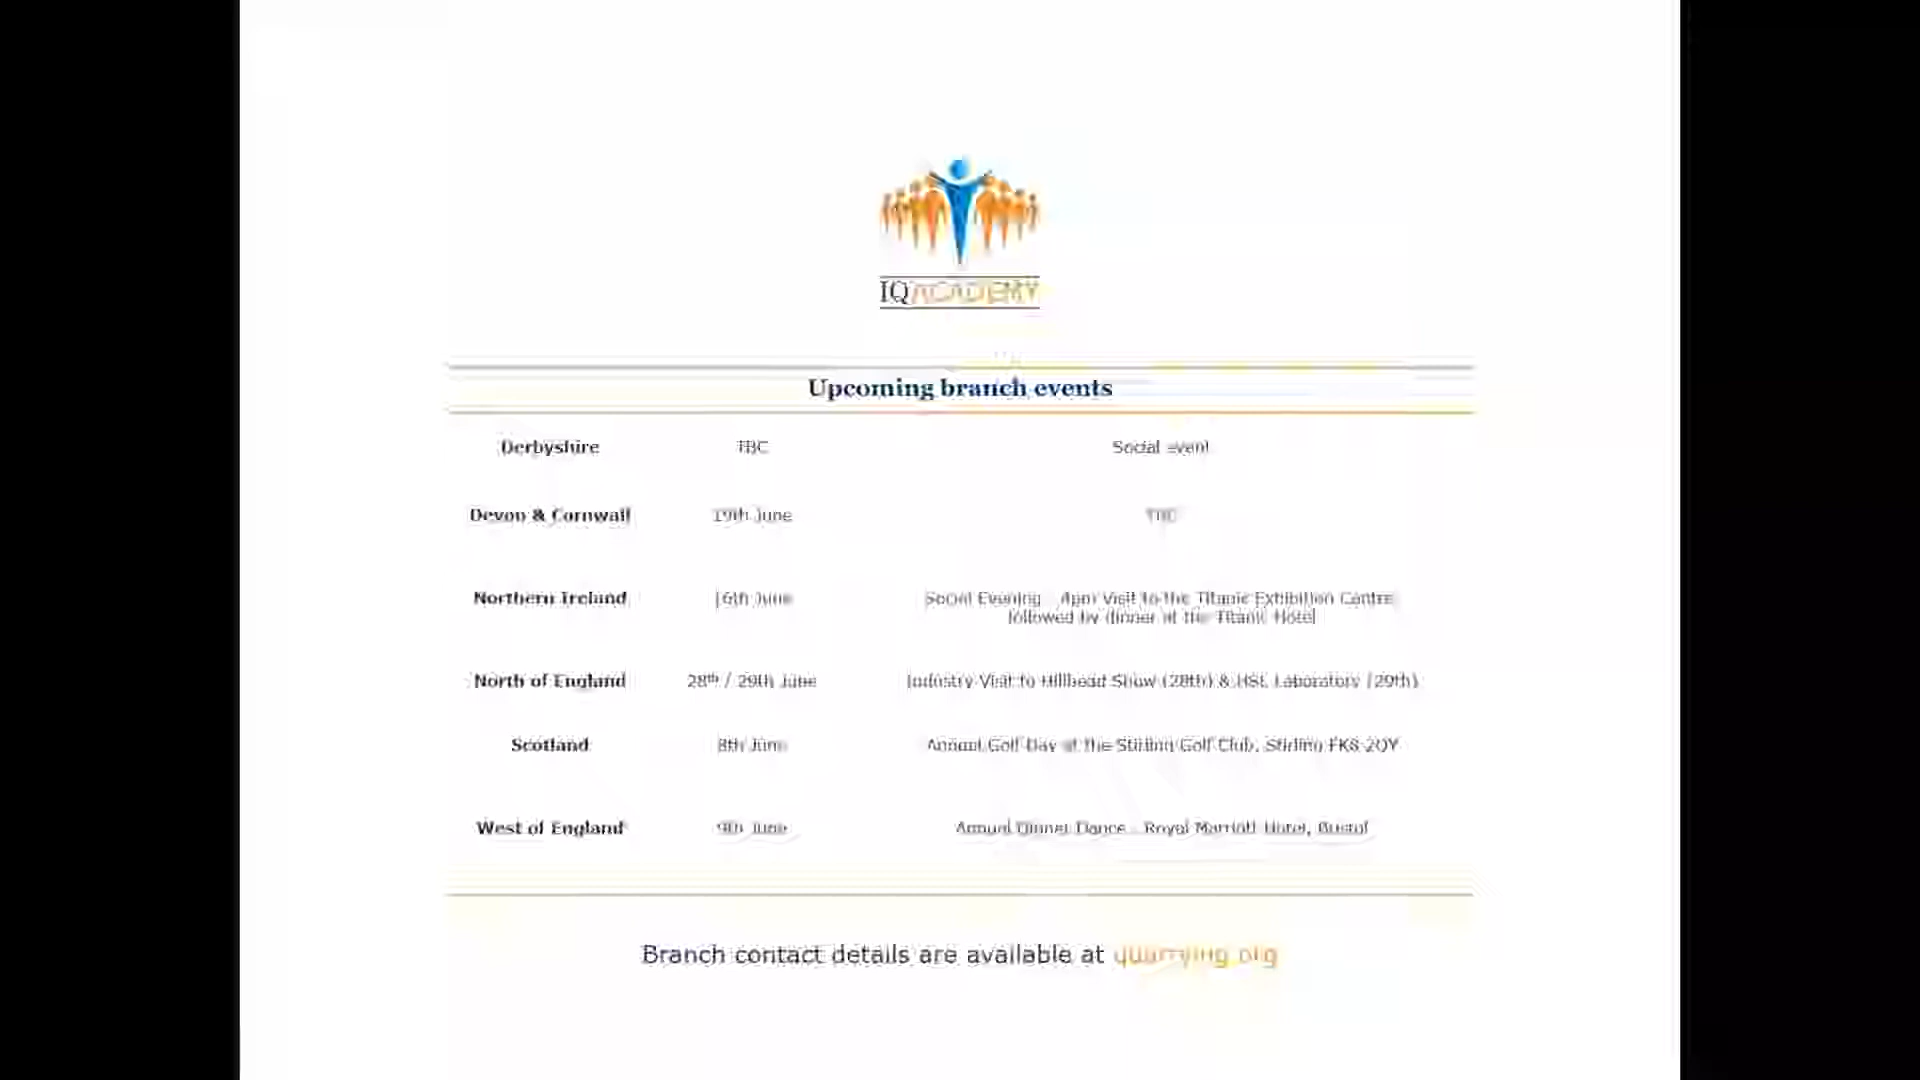 IQACADEMY
Upcoming branch events
Derbyshire TBC Social event
Devon & Cornwall 19th June TBC
Northern Ireland 16th June Social Evening - 4pm Visit to the Titanic Exhibition Centre
followed by dinner at the Titanic Hotel
North of England 28th / 29th June Industry Visit to Hillhead Show (28th) & HSL Laboratory (29th)
Scotland 8th June Annual Golf Day at the Stirling Golf Club, Stirling FK8 2QY
West of England 9th June Annual Dinner Dance - Royal Marriott Hotel, Bristol
Branch contact details are available at quarrying.org